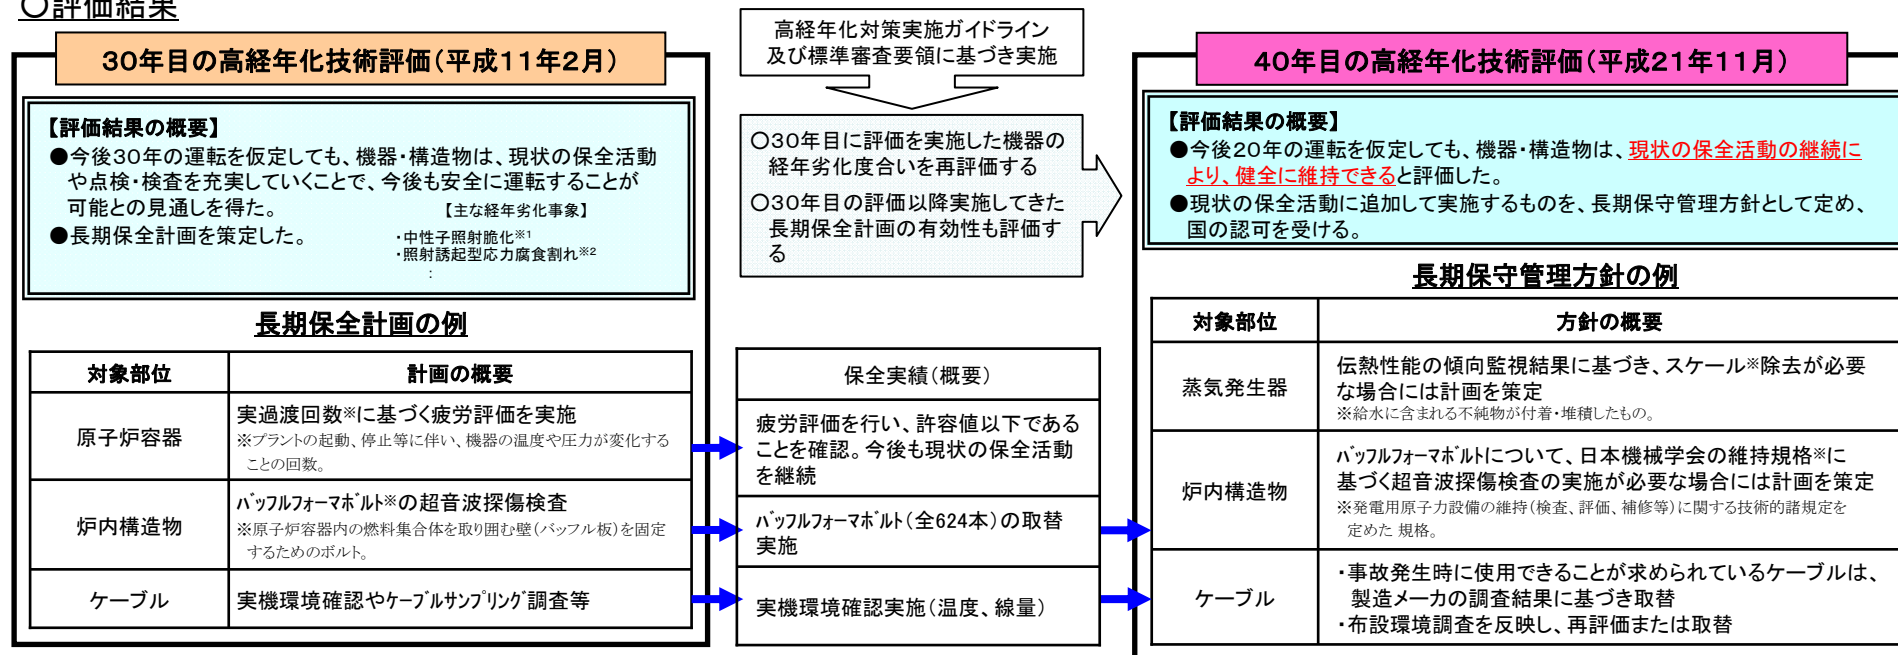 〇評価結果
30年目の高経年化技術評価(平成11年2月)
【評価結果の概要】
●今後30年の運転を仮定しても、機器・構造物は、現状の保全活動
や点検・検査を充実していくことで、今後も安全に運転することが
可能との見通しを得た。
●長期保全計画を策定した。
【主な経年劣化事象】
・中性子照射脆化※1
・照射誘起型応力腐食割れ※2
:
長期保全計画の例
対象部位 計画の概要
原子炉容器
実過渡回数※に基づく疲労評価を実施
※プラントの起動、停止等に伴い、機器の温度や圧力が変化する
ことの回数。
炉内構造物
バッフルフォーマボルト※の超音波探傷検査
※原子炉容器内の燃料集合体を取り囲む壁(バッフル板)を固定
するためのボルト。
ケーブル
実機環境確認やケーブルサンプリング調査等
高経年化対策実施ガイドライン
及び標準審査要領に基づき実施
〇30年目に評価を実施した機器の
経年劣化度合いを再評価する
〇30年目の評価以降実施してきた
長期保全計画の有効性も評価す
る
保全実績(概要)
疲労評価を行い、許容値以下である
ことを確認。今後も現状の保全活動
を継続
バッフルフォーマボルト(全624本)の取替
実施
実機環境確認実施(温度、線量)
40年目の高経年化技術評価(平成21年11月)
【評価結果の概要】
●今後20年の運転を仮定しても、機器・構造物は、現状の保全活動の継続に
より、健全に維持できると評価した。
●現状の保全活動に追加して実施するものを、長期保守管理方針として定め、
国の認可を受ける。
長期保守管理方針の例
対象部位 方針の概要
蒸気発生器
伝熱性能の傾向監視結果に基づき、スケール※除去が必要
な場合には計画を策定
※給水に含まれる不純物が付着・堆積したもの。
炉内構造物
バッフルフォーマボルトについて、日本機械学会の維持規格※に
基づく超音波探傷検査の実施が必要な場合には計画を策定
※発電用原子力設備の維持(検査、評価、補修等)に関する技術的諸規定を
定めた 規格。
ケーブル
・事故発生時に使用できることが求められているケーブルは、
製造メーカの調査結果に基づき取替
・布設環境調査を反映し、再評価または取替